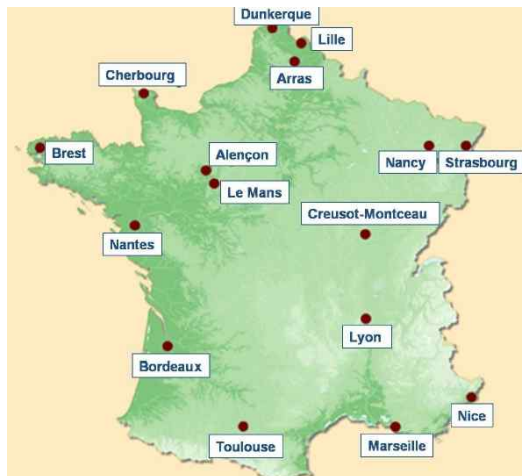 Dunkerque
Lille
Arras
Cherbourg
Brest
Alençon
Nancy
Strasbourg
Le Mans
Creusot-Montceau
Nantes
Lyon
Bordeaux
Nice
Toulouse
Marseille